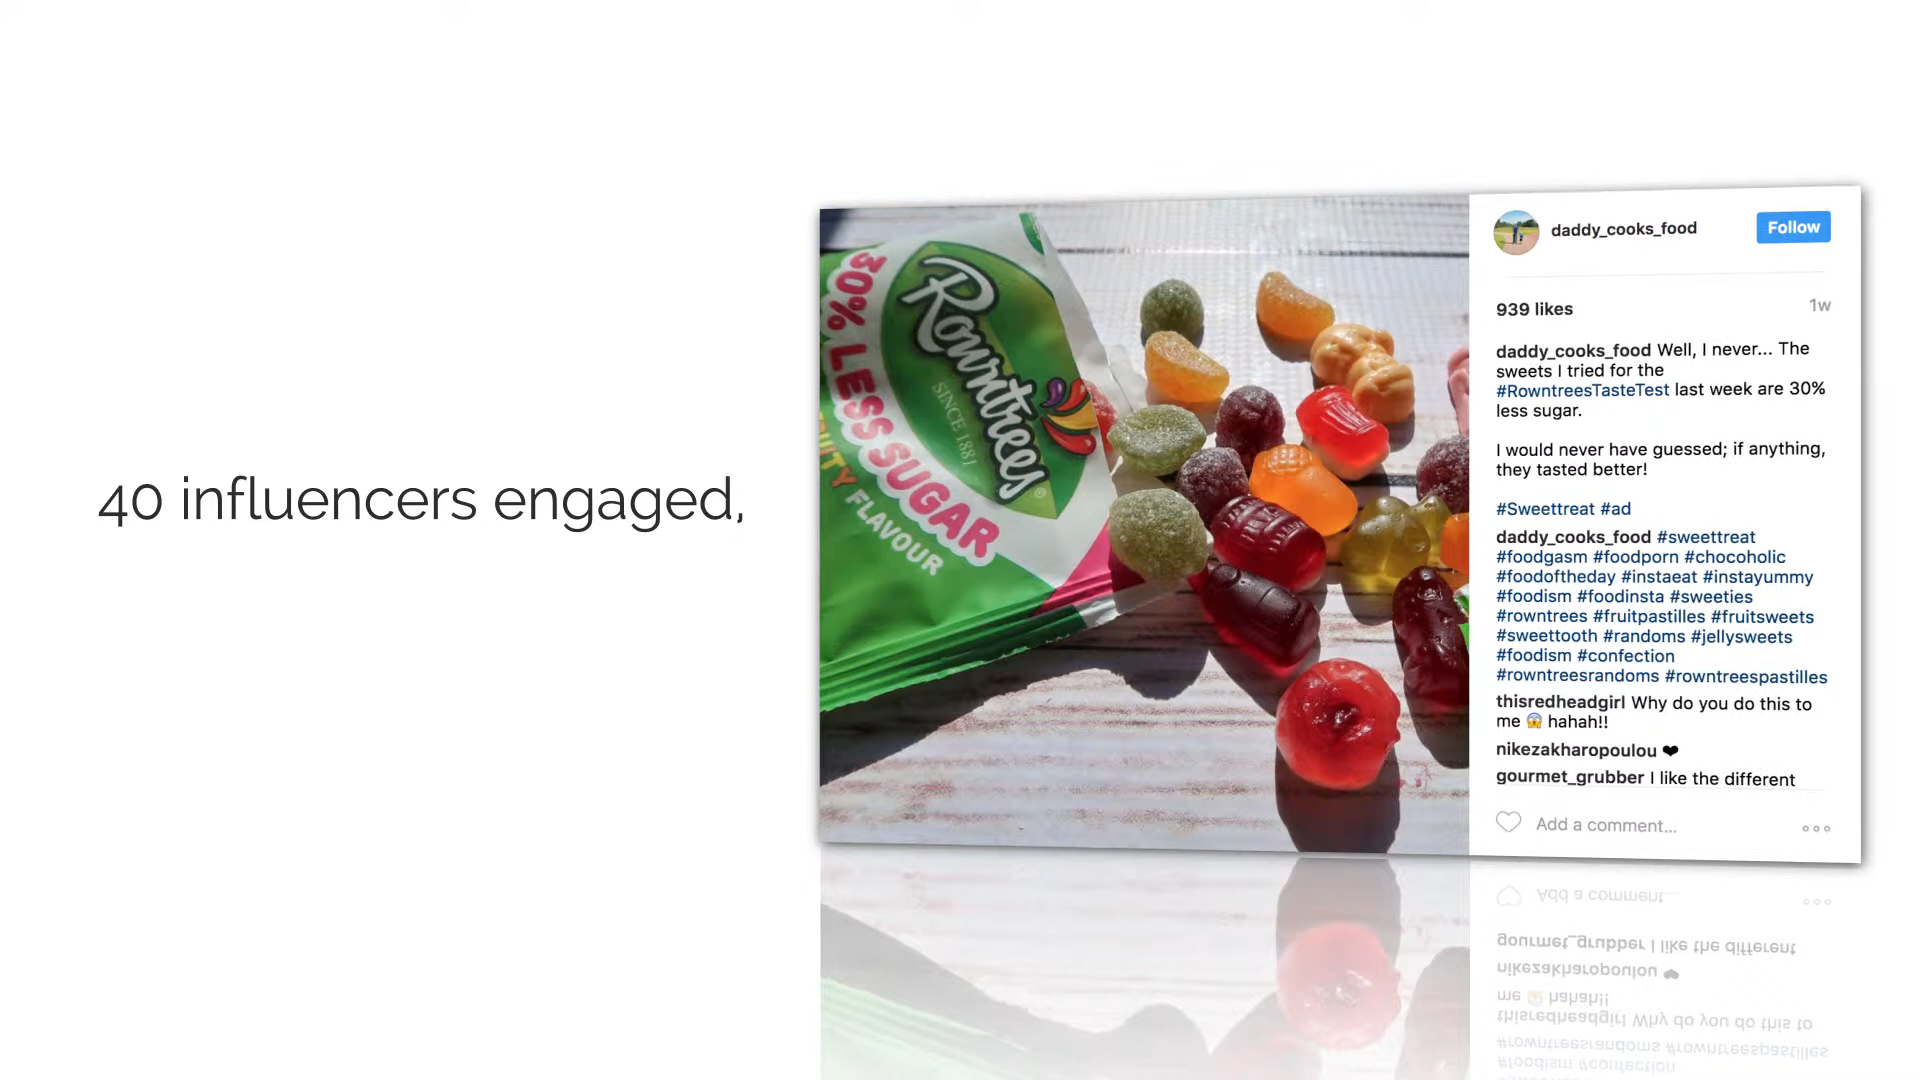 40 influencers engaged,
30% LESS SUGAR
Rowntrees
SINCE 1881
FLAVOUR
daddy_cooks_food
Follow
939 likes
1w
daddy_cooks_food Well, I never... The
sweets I tried for the
#RowntreesTasteTest last week are 30%
less sugar.
I would never have guessed; if anything,
they tasted better!
#Sweettreat #ad
daddy_cooks_food #sweettreat
#foodgasm #foodporn #chocoholic
#foodoftheday #instaeat #instayummy
#foodism #foodinsta #sweeties
#rowntrees #fruitpastilles #fruitsweets
#sweettooth #randoms #jellysweets
#foodism #confection
#rowntreesrandoms #rowntreespastilles
thisredheadgirl Why do you do this to
me 😱 hahah!!
nikezakharopoulou ❤
gourmet_grubber I like the different
Add a comment...